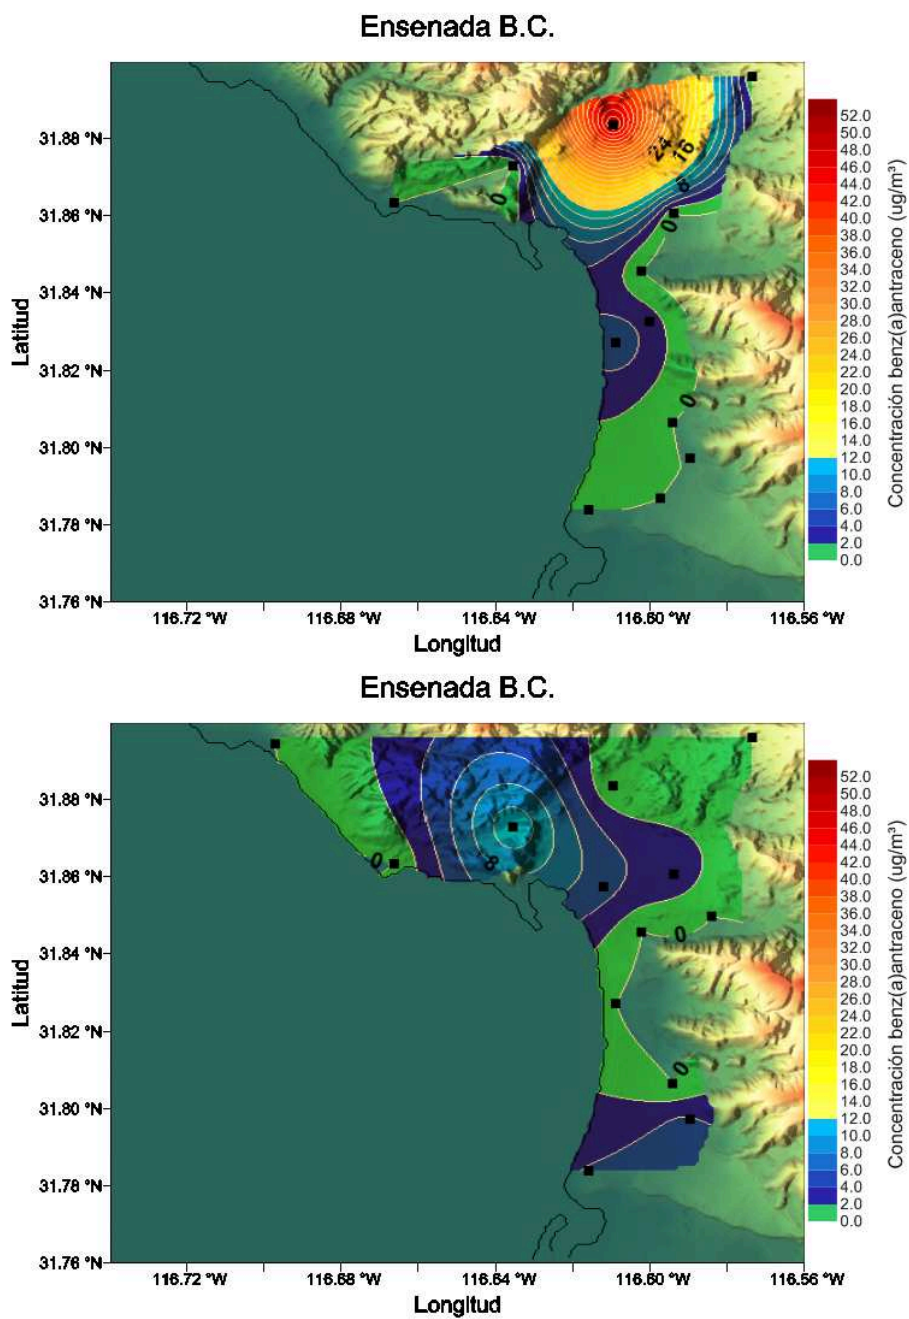 Ensenada B.C.
31.88 °N
31.86 °N
31.84 °N
31.82 °N
31.80 °N
31.78 °N
31.76 °N
Latitud
116.72 °W 116.68 °W 116.64 °W 116.60 °W 116.56 °W
Longitud
24 16 8
0
0
0
52.0
50.0
48.0
46.0
44.0
42.0
40.0
38.0
36.0
34.0
32.0
30.0
28.0
26.0
24.0
22.0
20.0
18.0
16.0
14.0
12.0
10.0
8.0
6.0
4.0
2.0
0.0
Concentración benz(a)antraceno (ug/m³)
Ensenada B.C.
31.88 °N
31.86 °N
31.84 °N
31.82 °N
31.80 °N
31.78 °N
31.76 °N
Latitud
116.72 °W 116.68 °W 116.64 °W 116.60 °W 116.56 °W
Longitud
0
8
0
0
52.0
50.0
48.0
46.0
44.0
42.0
40.0
38.0
36.0
34.0
32.0
30.0
28.0
26.0
24.0
22.0
20.0
18.0
16.0
14.0
12.0
10.0
8.0
6.0
4.0
2.0
0.0
Concentración benz(a)antraceno (ug/m³)